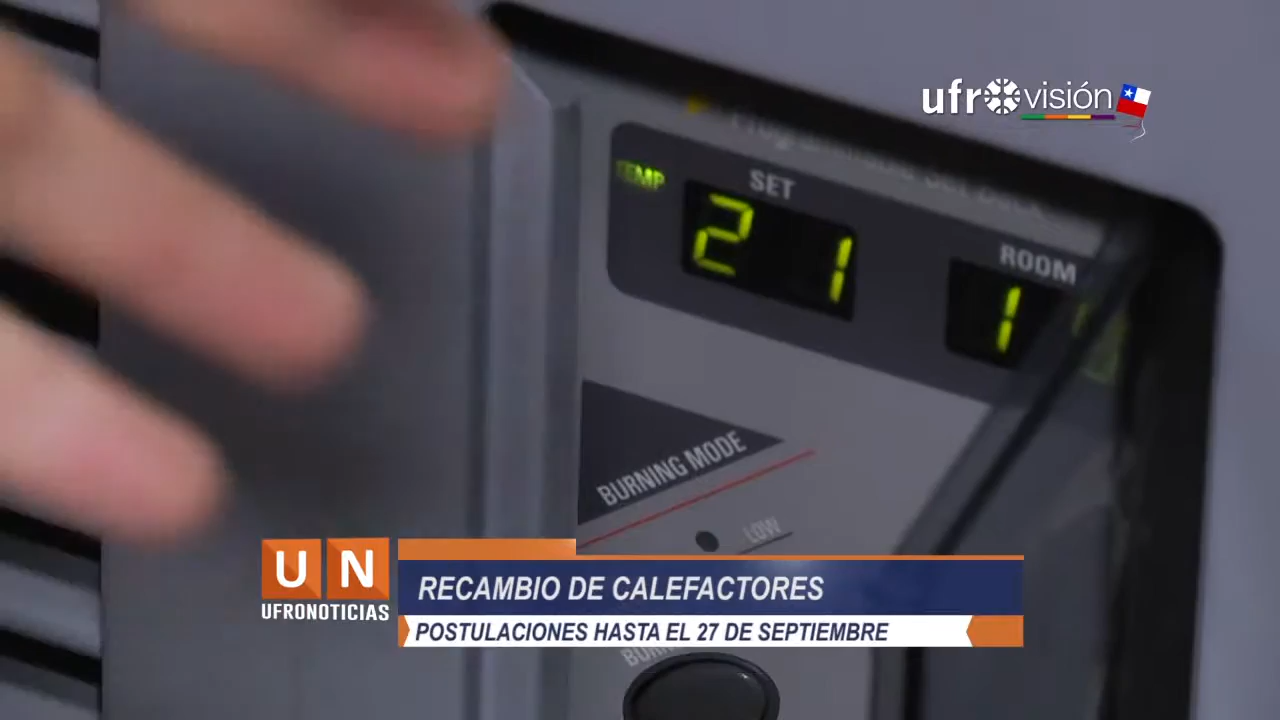 ufrovisión
TEMP
SET
21
ROOM
1
BURNING MODE
LOW
UN
UFRONOTICIAS
RECAMBIO DE CALEFACTORES
POSTULACIONES HASTA EL 27 DE SEPTIEMBRE